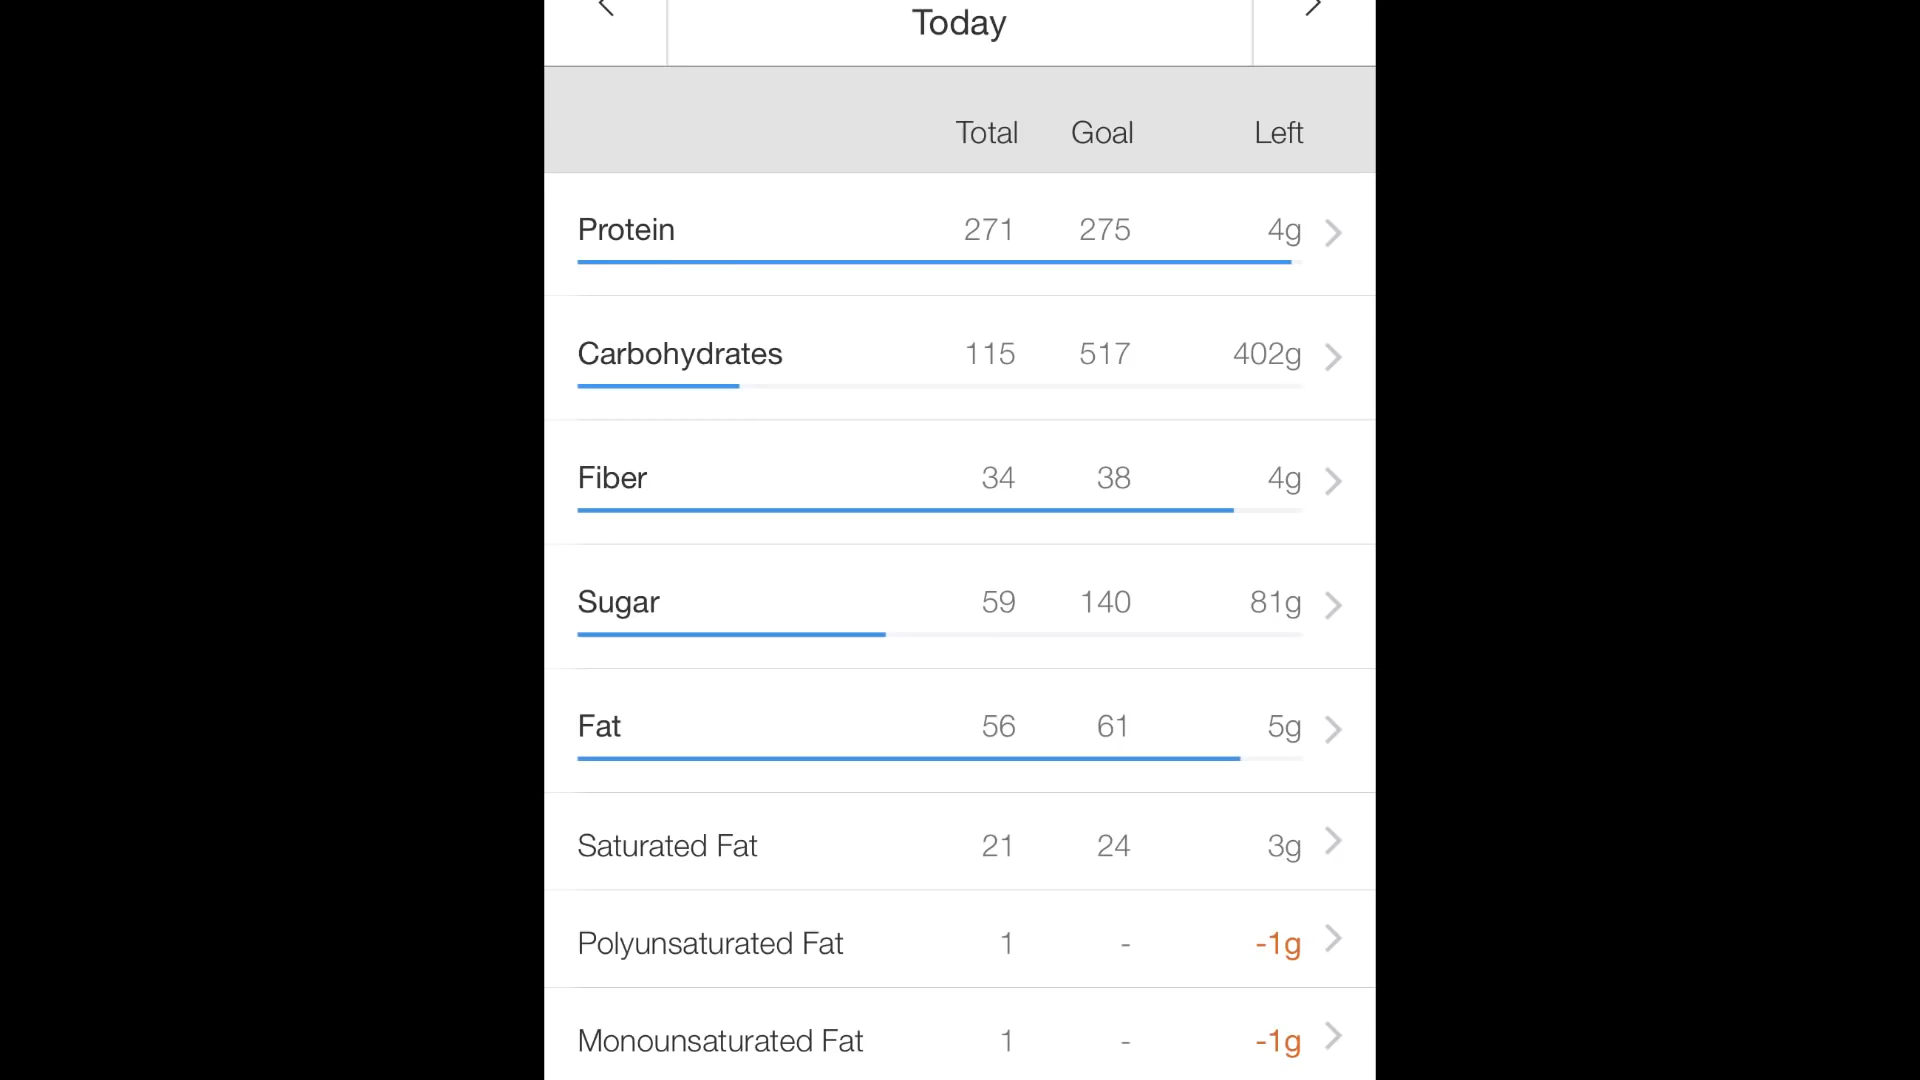 Today
Total Goal Left
Protein 271 275 4g
Carbohydrates 115 517 402g
Fiber 34 38 4g
Sugar 59 140 81g
Fat 56 61 5g
Saturated Fat 21 24 3g
Polyunsaturated Fat 1 - -1g
Monounsaturated Fat 1 - -1g